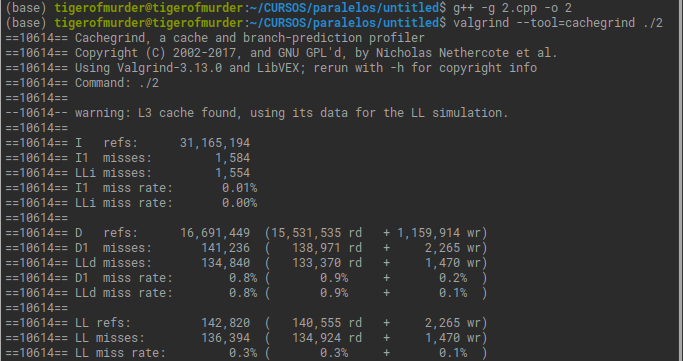 (base) tigerofmurder@tigerofmurder:~/CURSOS/paralelos/untitled$ g++ -g 2.cpp -o 2
(base) tigerofmurder@tigerofmurder:~/CURSOS/paralelos/untitled$ valgrind --tool=cachegrind ./2
==10614== Cachegrind, a cache and branch-prediction profiler
==10614== Copyright (C) 2002-2017, and GNU GPL'd, by Nicholas Nethercote et al.
==10614== Using Valgrind-3.13.0 and LibVEX; rerun with -h for copyright info
==10614== Command: ./2
==10614==
--10614-- warning: L3 cache found, using its data for the LL simulation.
==10614==
==10614== I   refs:      31,165,194
==10614== I1  misses:         1,584
==10614== LLi misses:         1,554
==10614== I1  miss rate:       0.01%
==10614== LLi miss rate:       0.00%
==10614==
==10614== D   refs:      16,691,449  (15,531,535 rd   + 1,159,914 wr)
==10614== D1  misses:       141,236  (   138,971 rd   +     2,265 wr)
==10614== LLd misses:       134,840  (   133,370 rd   +     1,470 wr)
==10614== D1  miss rate:        0.8% (       0.9%     +       0.2%  )
==10614== LLd miss rate:        0.8% (       0.9%     +       0.1%  )
==10614==
==10614== LL refs:          142,820  (   140,555 rd   +     2,265 wr)
==10614== LL misses:        136,394  (   134,924 rd   +     1,470 wr)
==10614== LL miss rate:         0.3% (       0.3%     +       0.1%  )